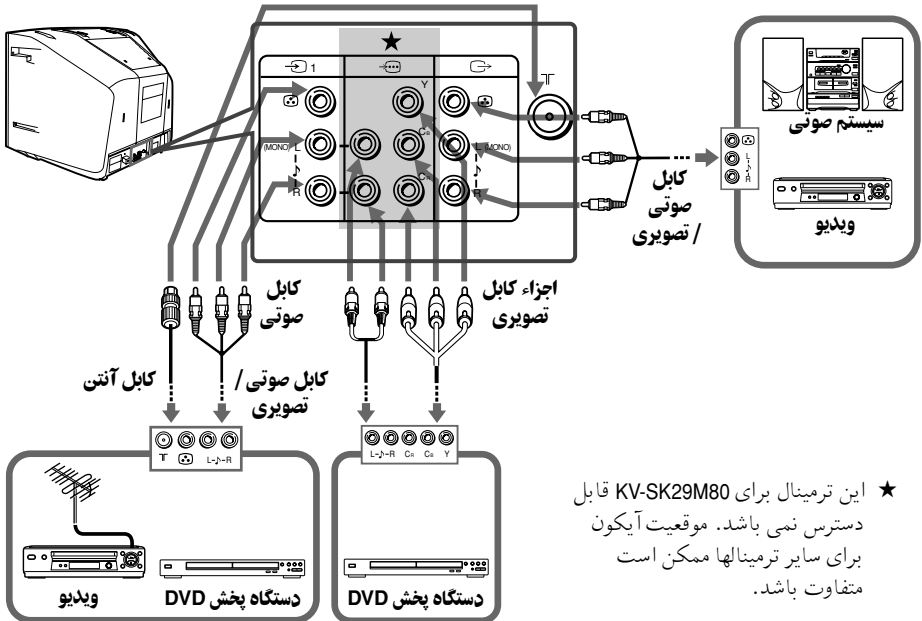 ★
1
Y
(MONO)
L
R
CB
CR
L (MONO)
R
L-♪-R
سیستم صوتی
ویدیو
کابل
صوتی
/ تصویری
کابل
صوتی
اجزاء کابل
تصویری
کابل آنتن
کابل صوتی /
تصویری
L-♪-R
L-♪-R CR CB Y
ویدیو
دستگاه پخش DVD
دستگاه پخش DVD
★ این ترمینال برای KV-SK29M80 قابل
دسترس نمی باشد. موقعیت آیکون
برای سایر ترمینالها ممکن است
متفاوت باشد.